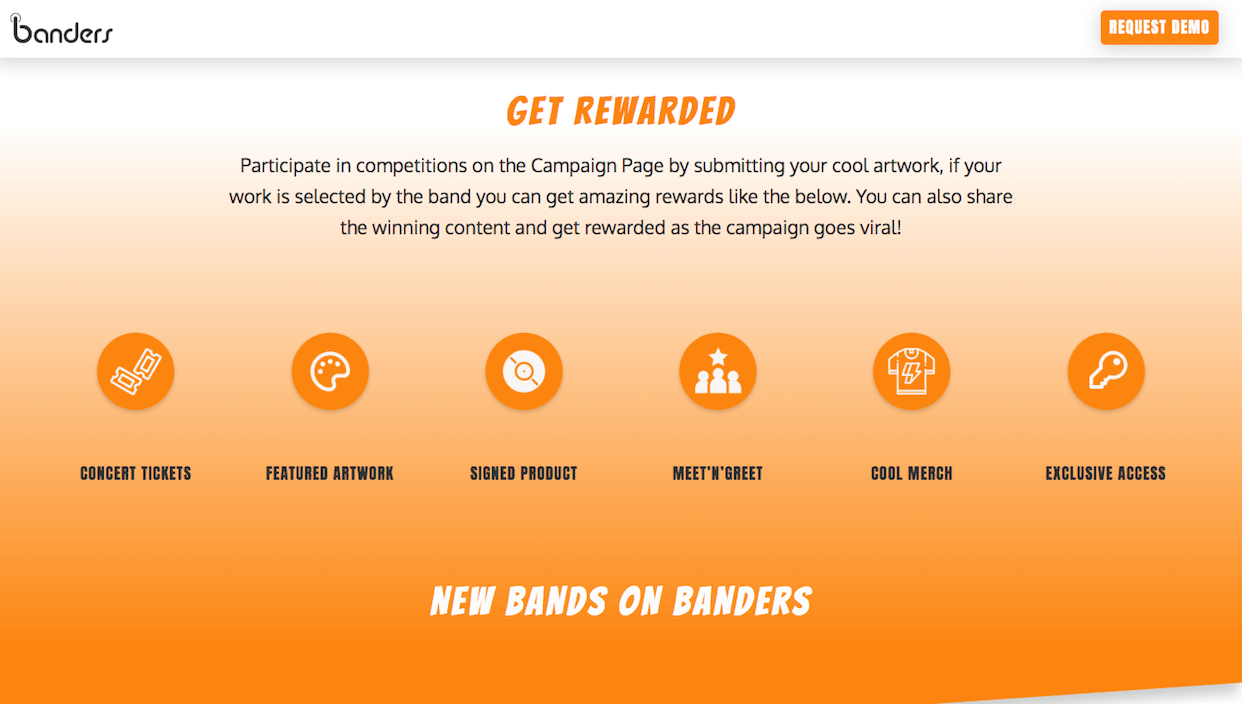 banders
REQUEST DEMO
GET REWARDED
Participate in competitions on the Campaign Page by submitting your cool artwork, if your
work is selected by the band you can get amazing rewards like the below. You can also share
the winning content and get rewarded as the campaign goes viral!
CONCERT TICKETS
FEATURED ARTWORK
SIGNED PRODUCT
MEET'N'GREET
COOL MERCH
EXCLUSIVE ACCESS
NEW BANDS ON BANDERS